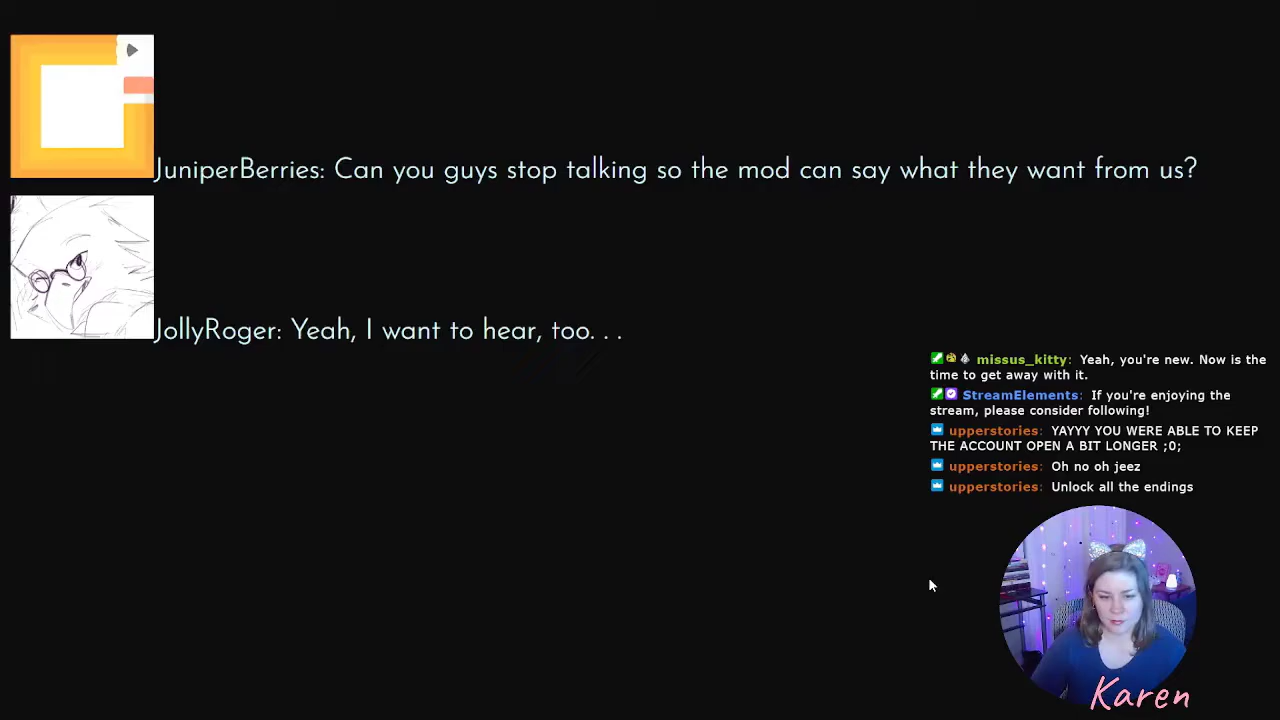 JuniperBerries: Can you guys stop talking so the mod can say what they want from us?
JollyRoger: Yeah, I want to hear, too. . .
missus_kitty: Yeah, you're new. Now is the
time to get away with it.
StreamElements: If you're enjoying the
stream, please consider following!
upperstories: YAYYY YOU WERE ABLE TO KEEP
THE ACCOUNT OPEN A BIT LONGER ;0;
upperstories: Oh no oh jeez
upperstories: Unlock all the endings
Karen